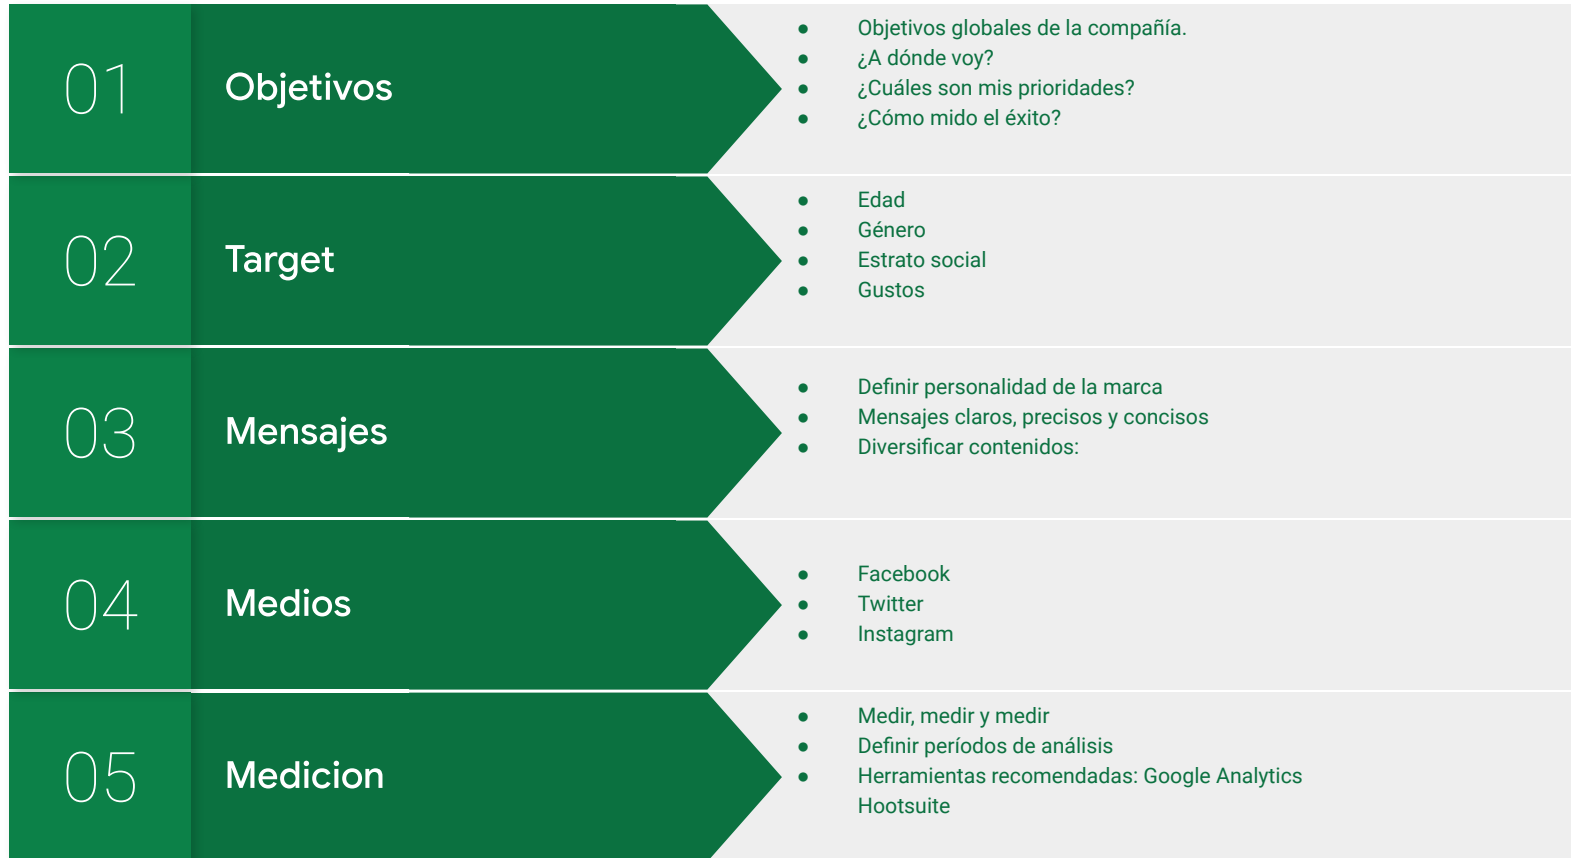 01
Objetivos
● Objetivos globales de la compañía.
● ¿A dónde voy?
● ¿Cuáles son mis prioridades?
● ¿Cómo mido el éxito?
02
Target
● Edad
● Género
● Estrato social
● Gustos
03
Mensajes
● Definir personalidad de la marca
● Mensajes claros, precisos y concisos
● Diversificar contenidos:
04
Medios
● Facebook
● Twitter
● Instagram
05
Medicion
● Medir, medir y medir
● Definir períodos de análisis
● Herramientas recomendadas: Google Analytics
Hootsuite